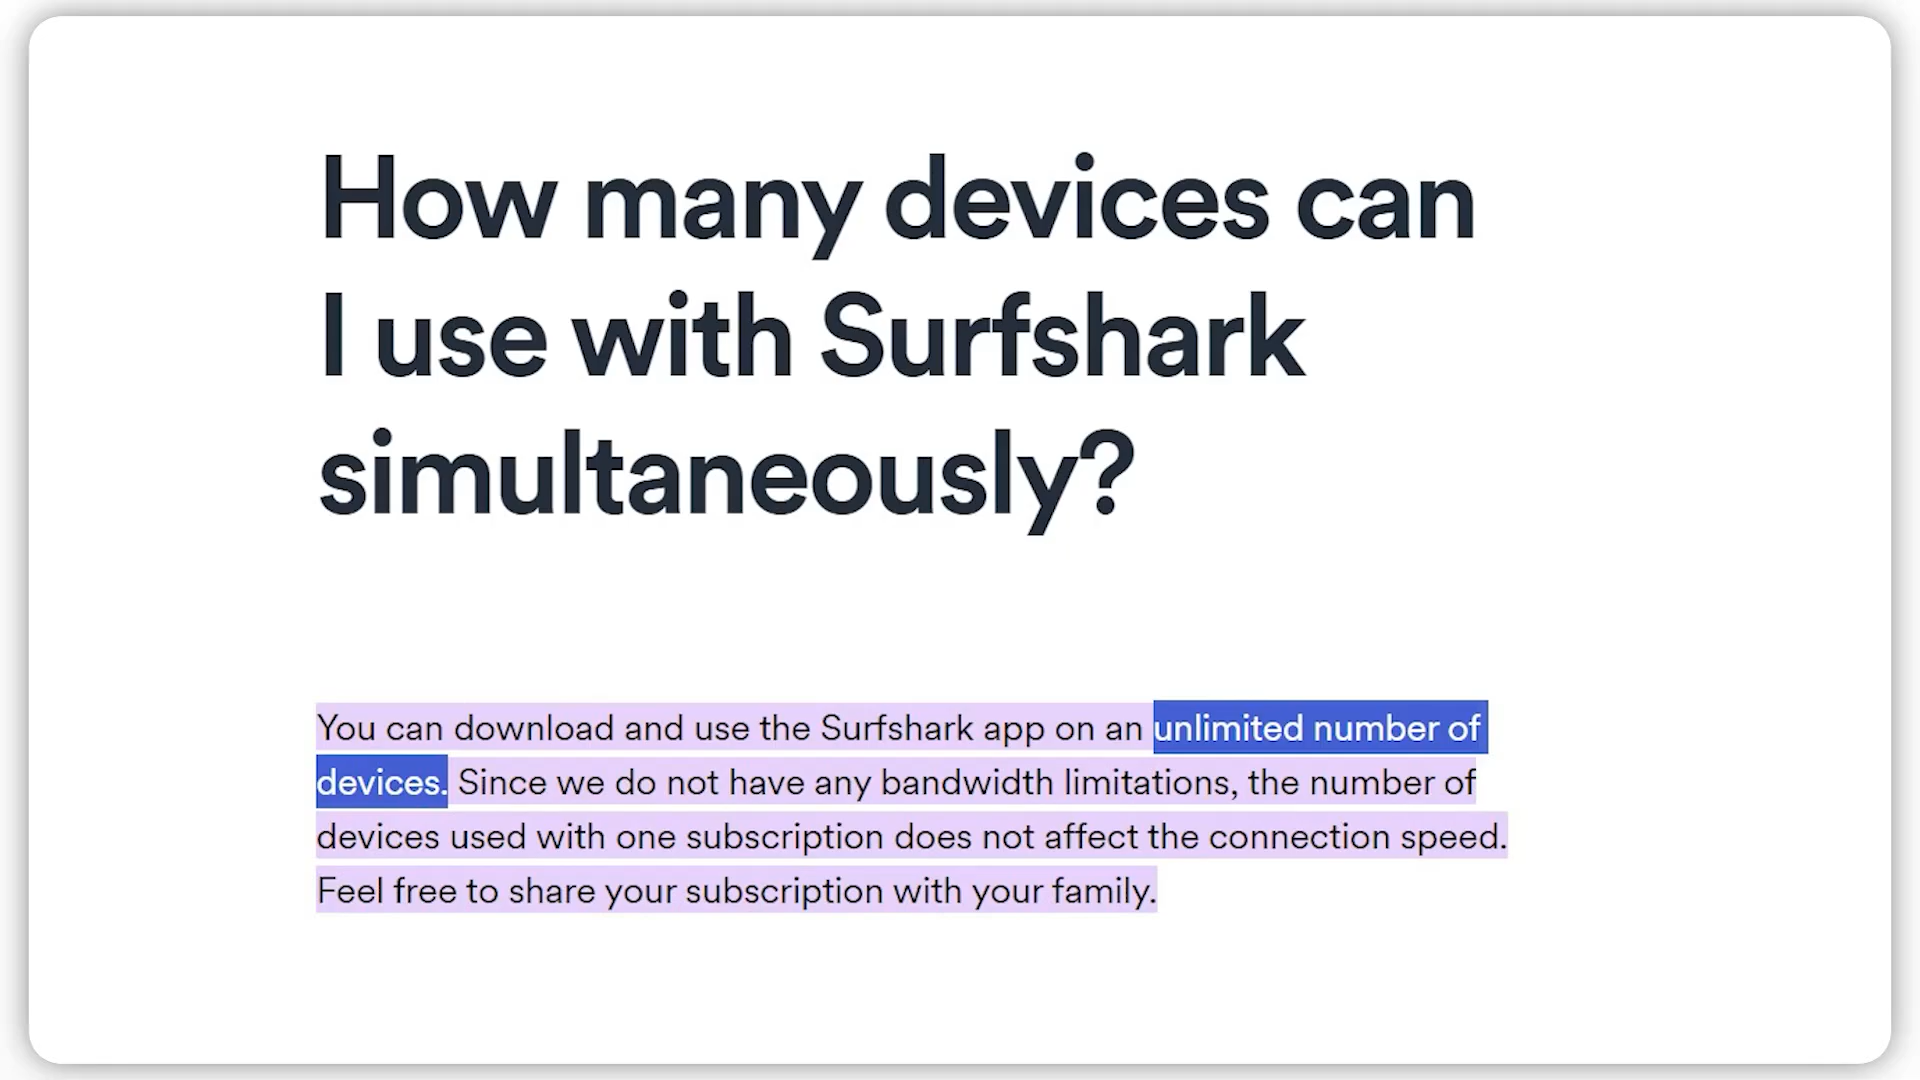 How many devices can
I use with Surfshark
simultaneously?
You can download and use the Surfshark app on an unlimited number of
devices. Since we do not have any bandwidth limitations, the number of
devices used with one subscription does not affect the connection speed.
Feel free to share your subscription with your family.